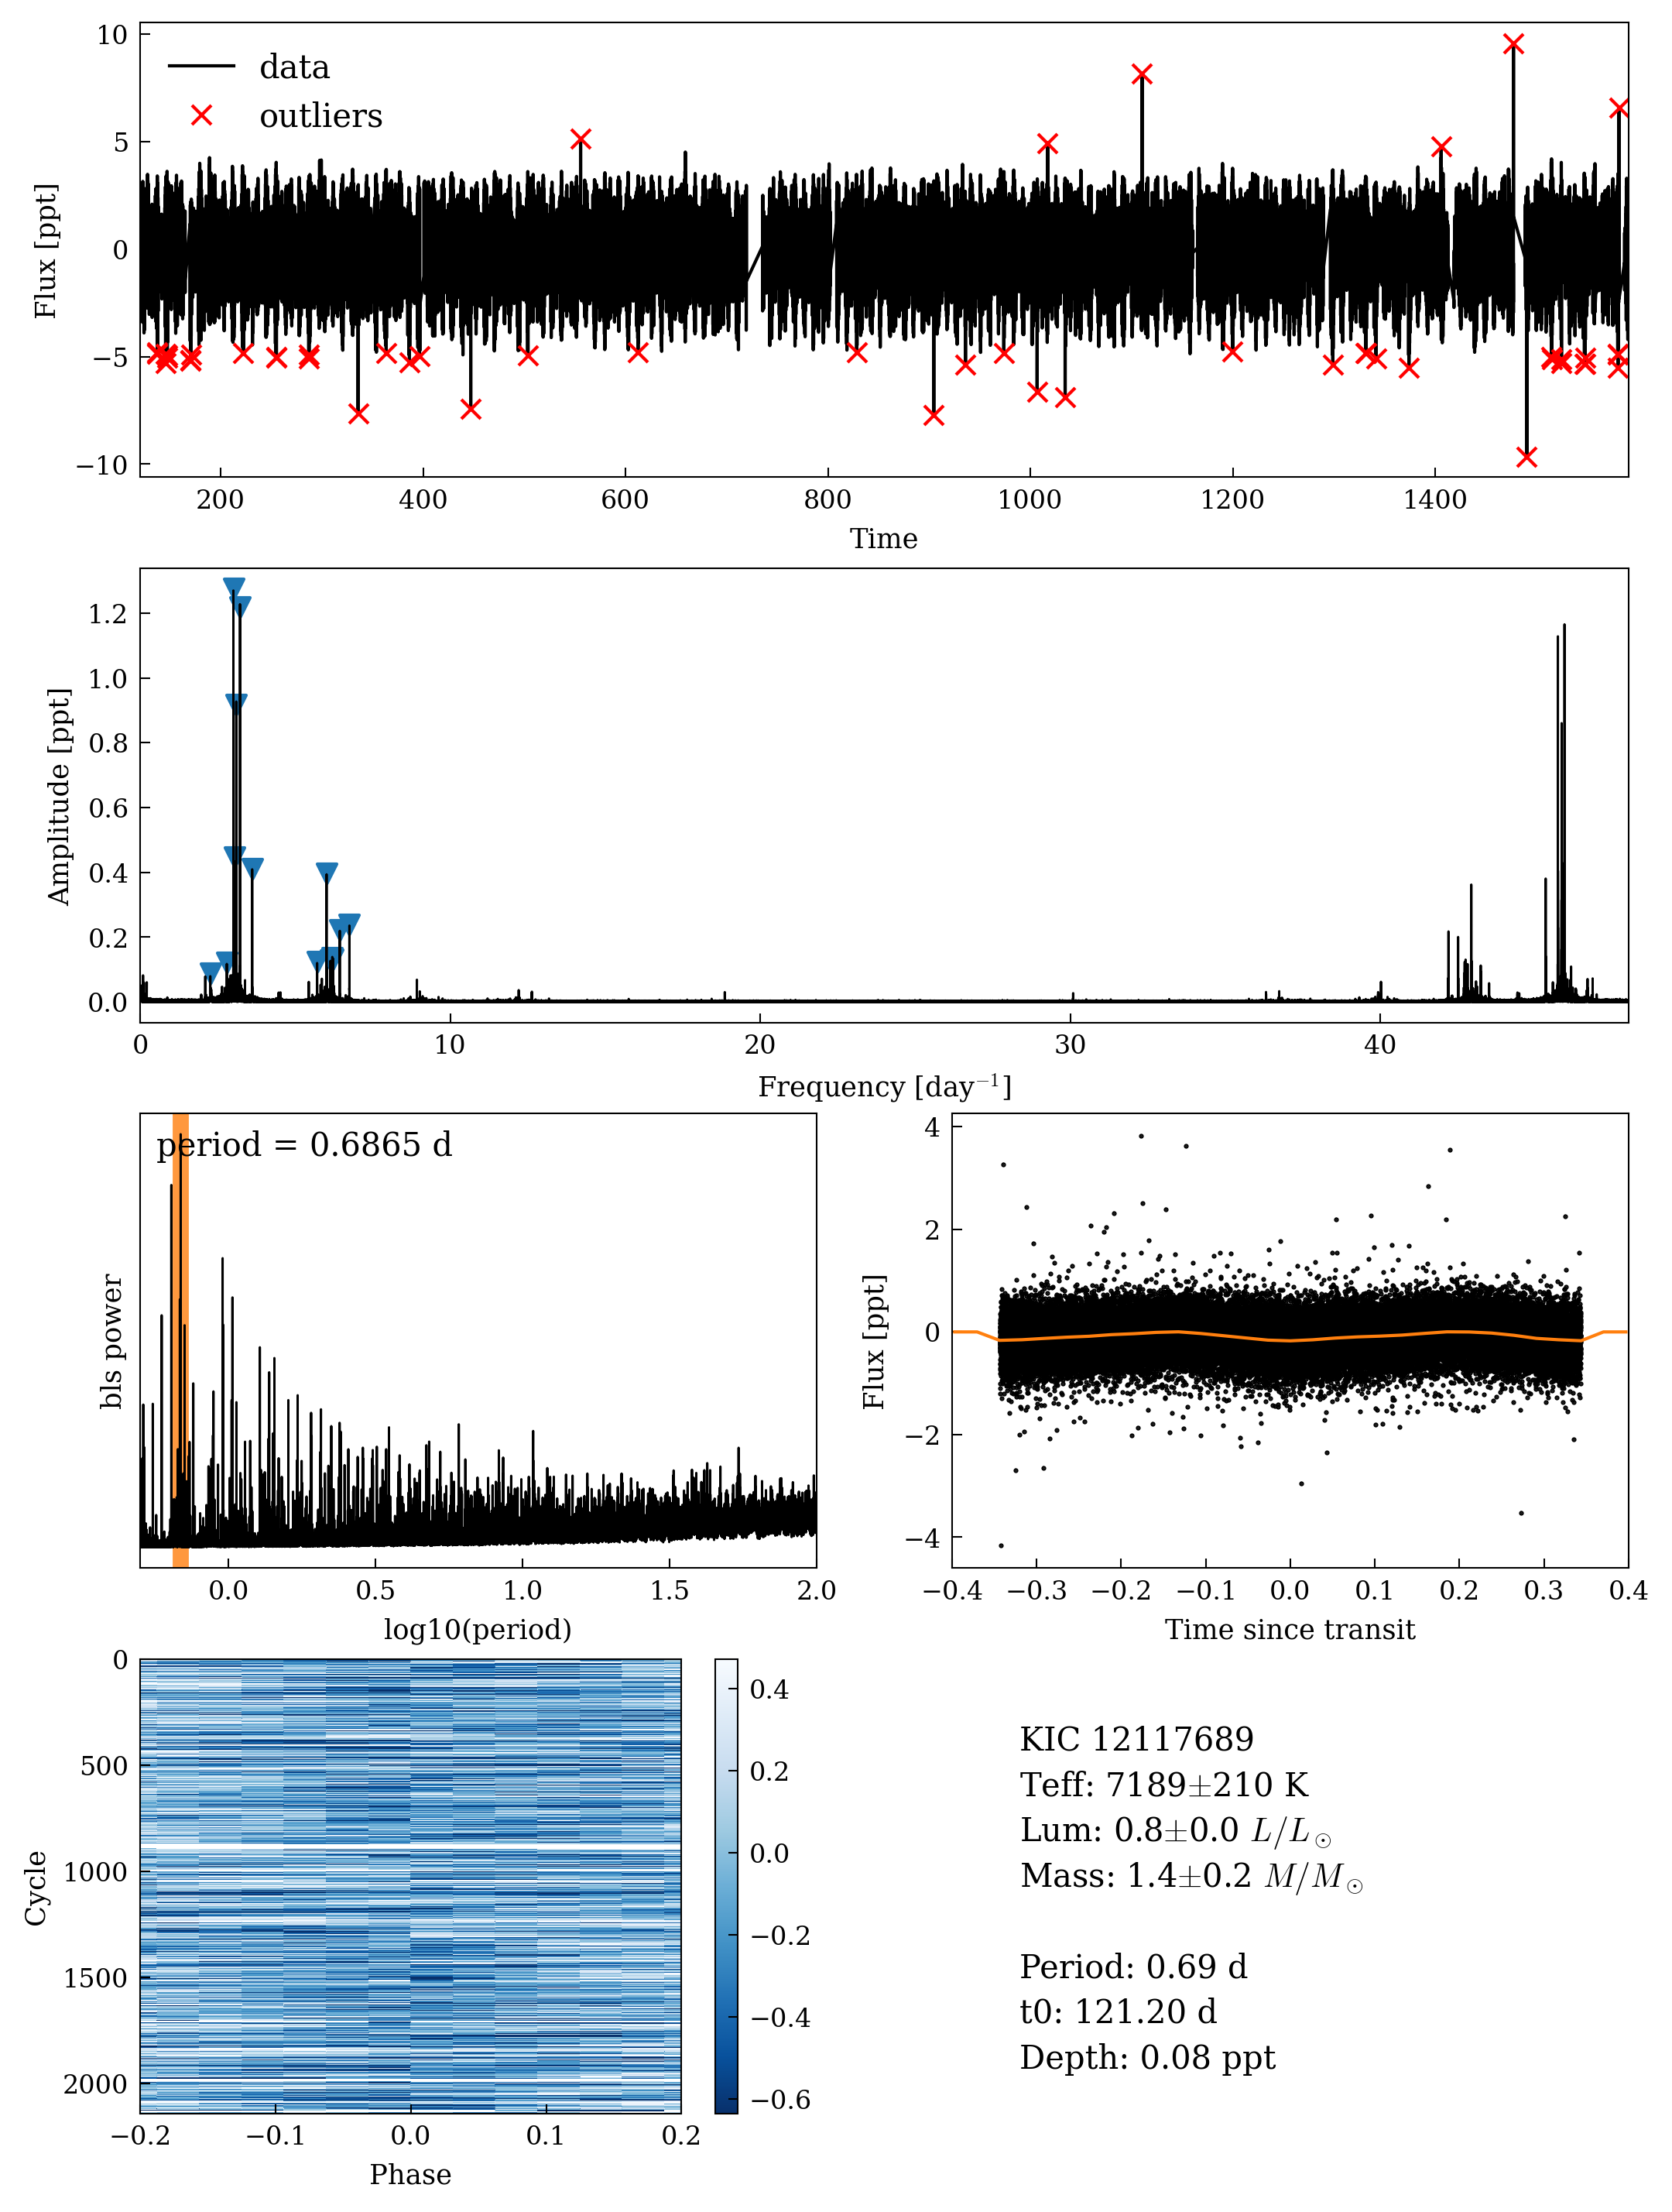 10
5
0
−5
−10
Flux [ppt]
data
outliers
200 400 600 800 1000 1200 1400
Time
1.2
1.0
0.8
0.6
0.4
0.2
0.0
Amplitude [ppt]
0 10 20 30 40
Frequency [day⁻¹]
period = 0.6865 d
bls power
0.0 0.5 1.0 1.5 2.0
log10(period)
4
2
0
−2
−4
Flux [ppt]
−0.4 −0.3 −0.2 −0.1 0.0 0.1 0.2 0.3 0.4
Time since transit
0
500
1000
1500
2000
Cycle
−0.2 −0.1 0.0 0.1 0.2
Phase
0.4
0.2
0.0
−0.2
−0.4
−0.6
KIC 12117689
Teff: 7189±210 K
Lum: 0.8±0.0 L/L⊙
Mass: 1.4±0.2 M/M⊙
Period: 0.69 d
t0: 121.20 d
Depth: 0.08 ppt